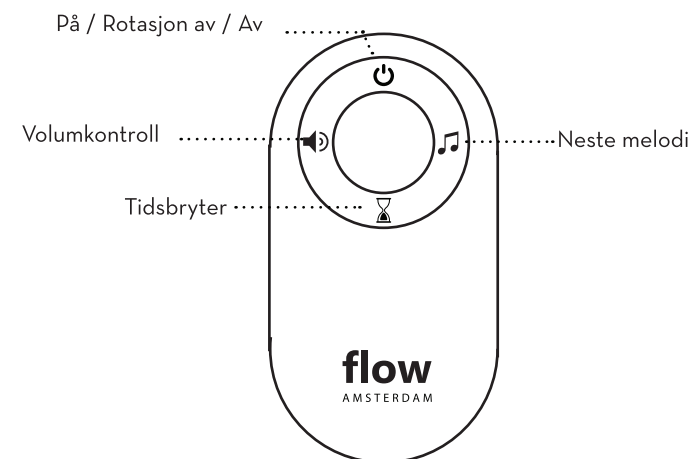 På / Rotasjon av / Av
Volumkontroll
Neste melodi
Tidsbryter
flow
AMSTERDAM